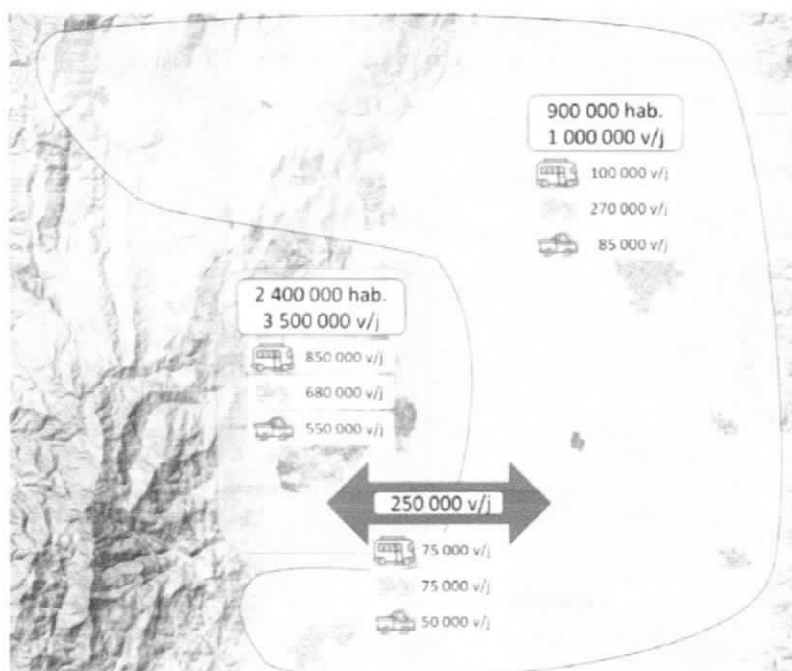 900 000 hab.
1 000 000 v/j
100 000 v/j
270 000 v/j
85 000 v/j
2 400 000 hab.
3 500 000 v/j
850 000 v/j
680 000 v/j
550 000 v/j
250 000 v/j
75 000 v/j
75 000 v/j
50 000 v/j